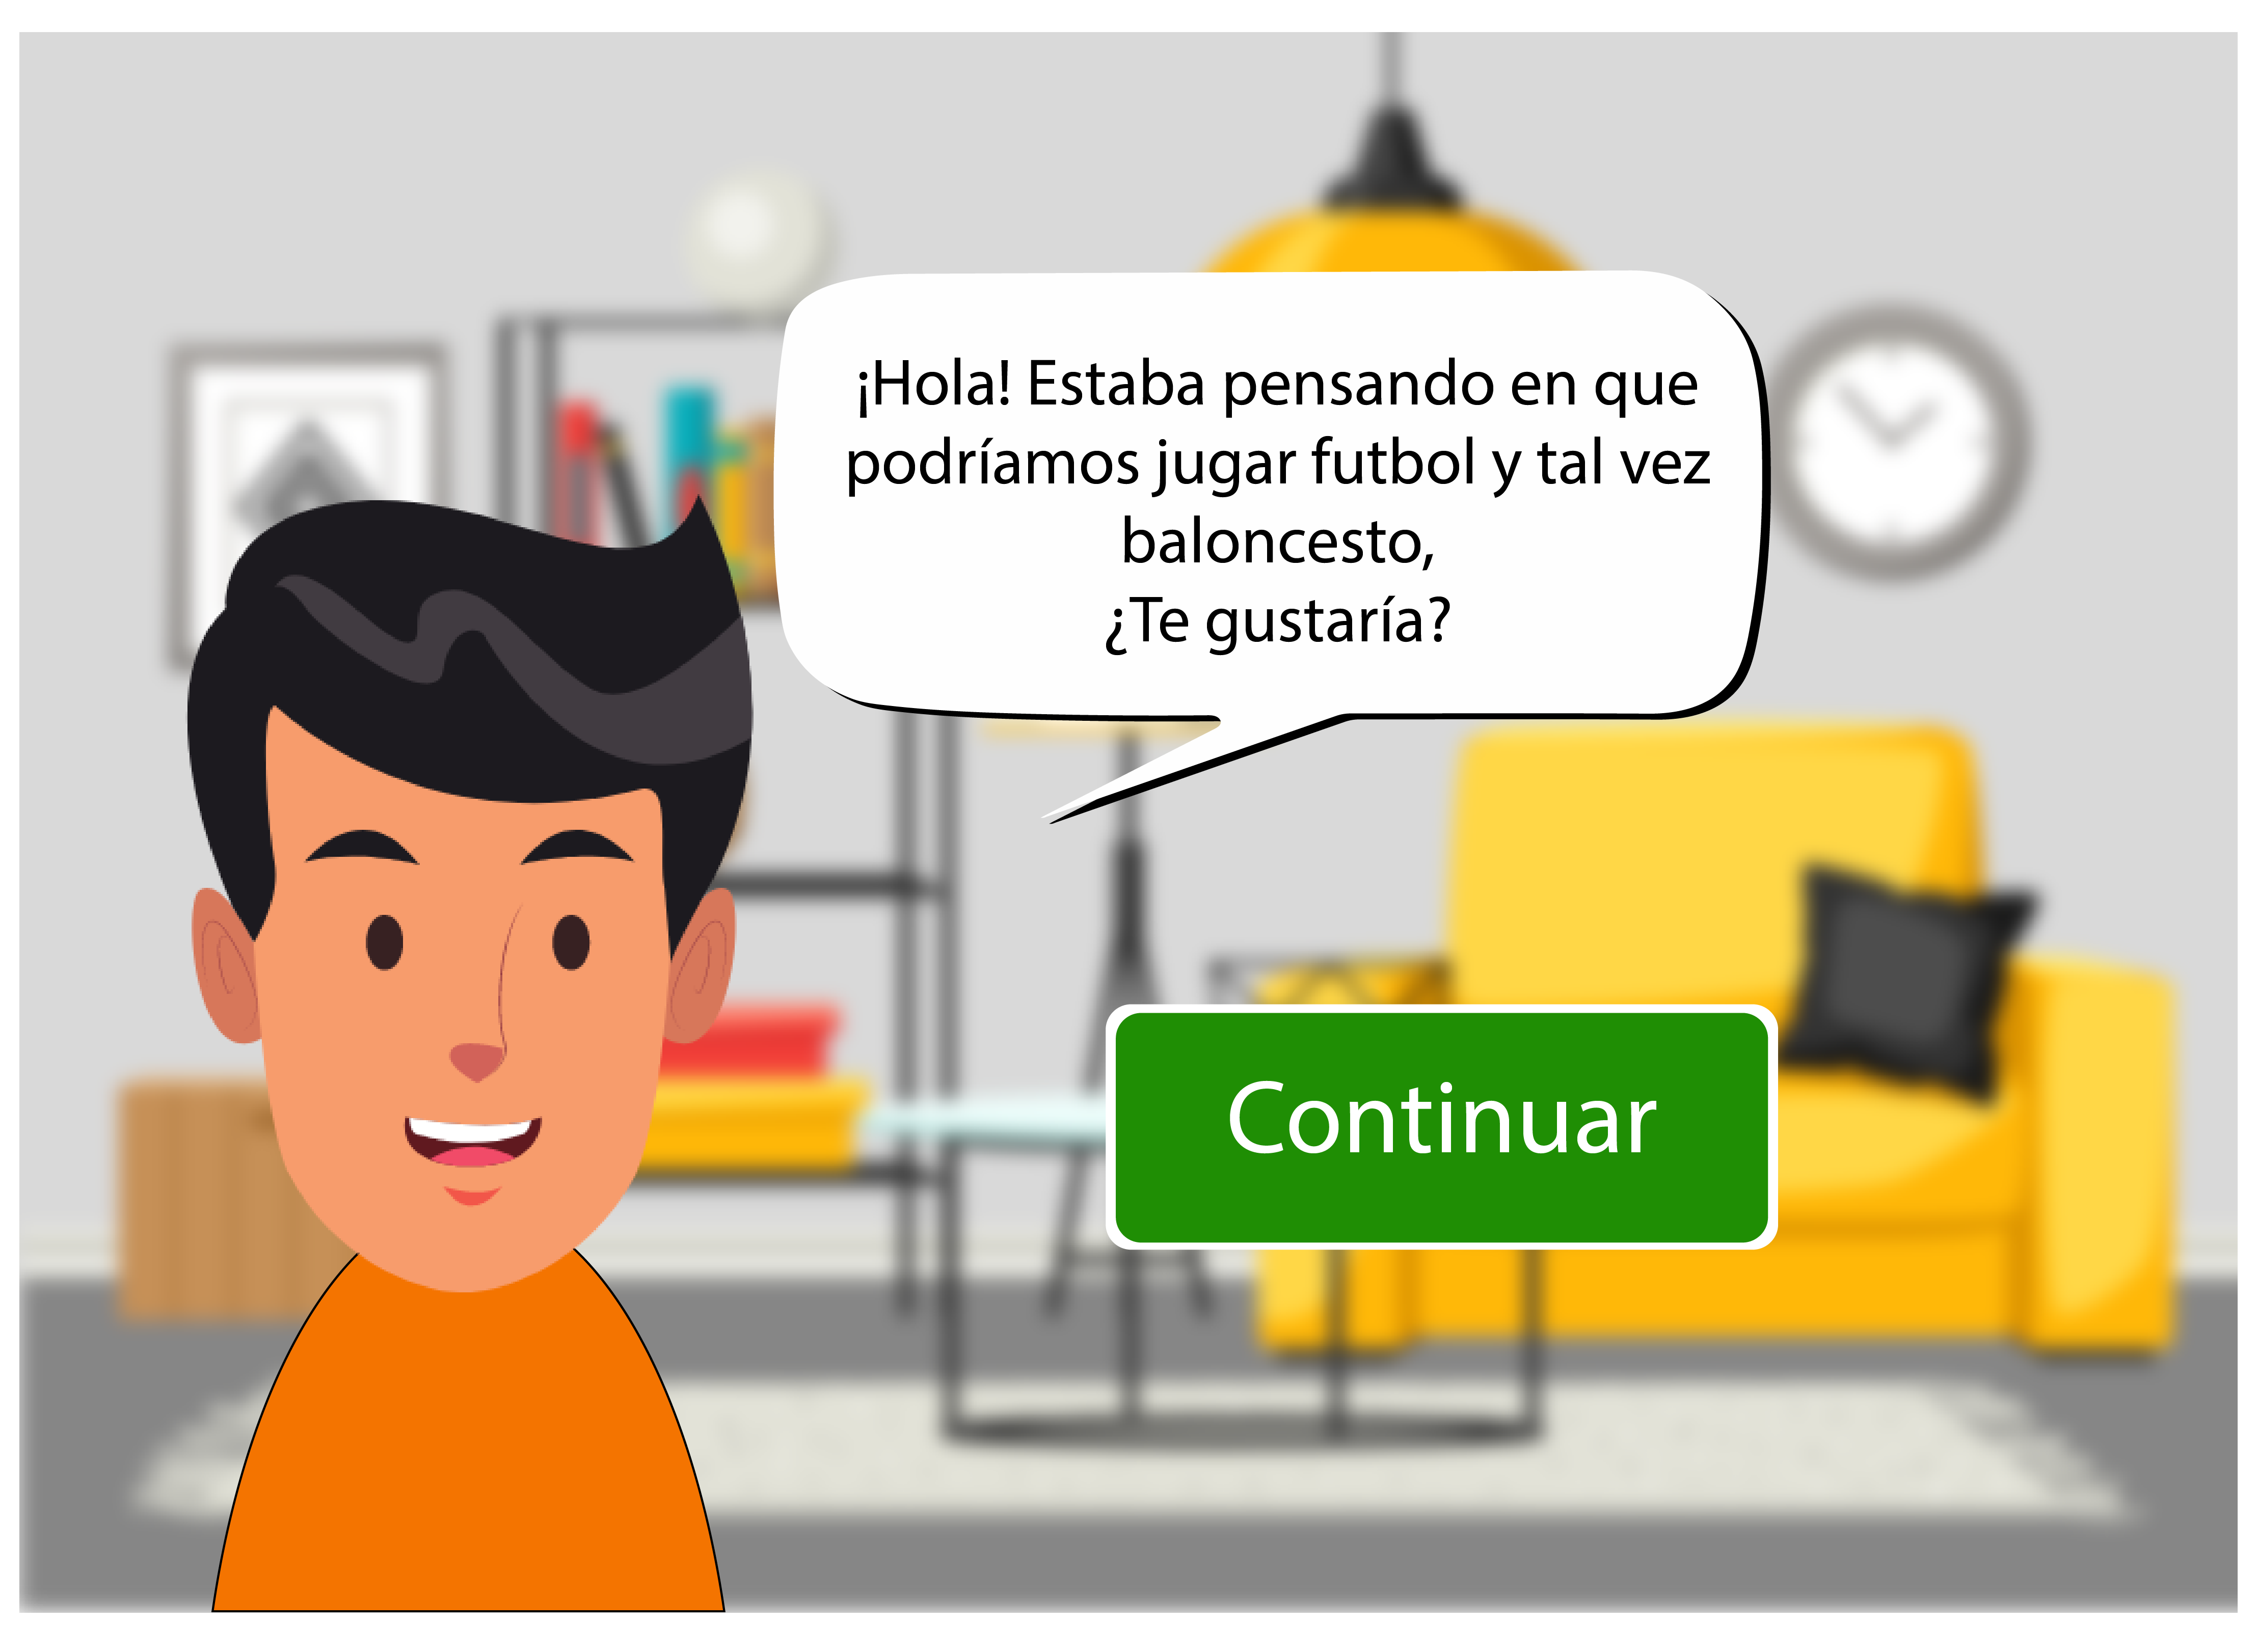 ¡Hola! Estaba pensando en que
podríamos jugar futbol y tal vez
baloncesto,
¿Te gustaría?
Continuar